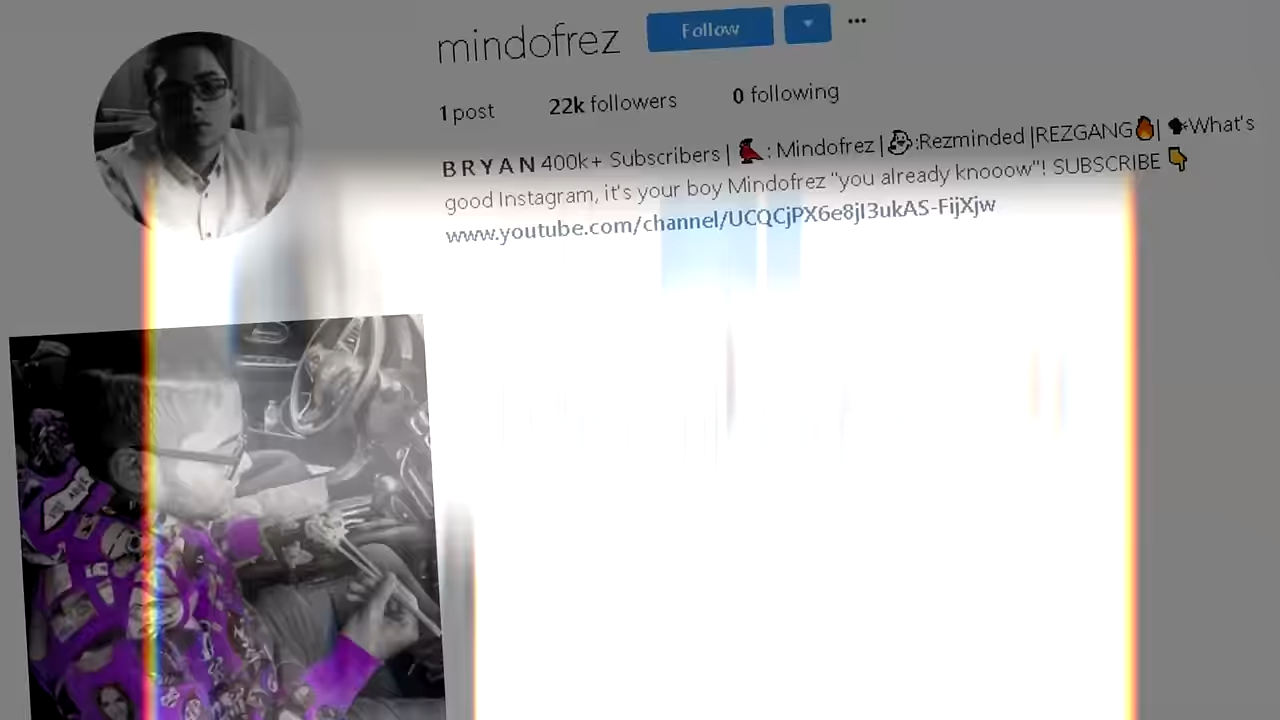 mindofrez Follow
1 post 22k followers 0 following
BRYAN 400k+ Subscribers | : Mindofrez | :Rezminded |REZGANG🔥| 🗣What's
good Instagram, it's your boy Mindofrez "you already knooow"! SUBSCRIBE 👇
www.youtube.com/channel/UCQCjPX6e8jI3ukAS-FijXjw